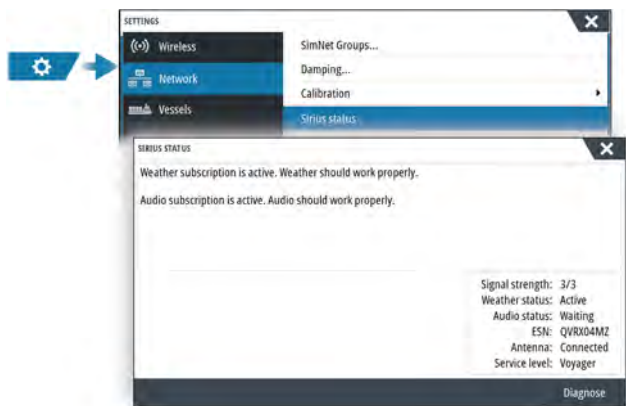 SETTINGS
Wireless
Network
Vessels
SimNet Groups...
Damping...
Calibration
Sirius status
SIRIUS STATUS
Weather subscription is active. Weather should work properly.
Audio subscription is active. Audio should work properly.
Signal strength: 3/3
Weather status: Active
Audio status: Waiting
ESN: QVRX04MZ
Antenna: Connected
Service level: Voyager
Diagnose